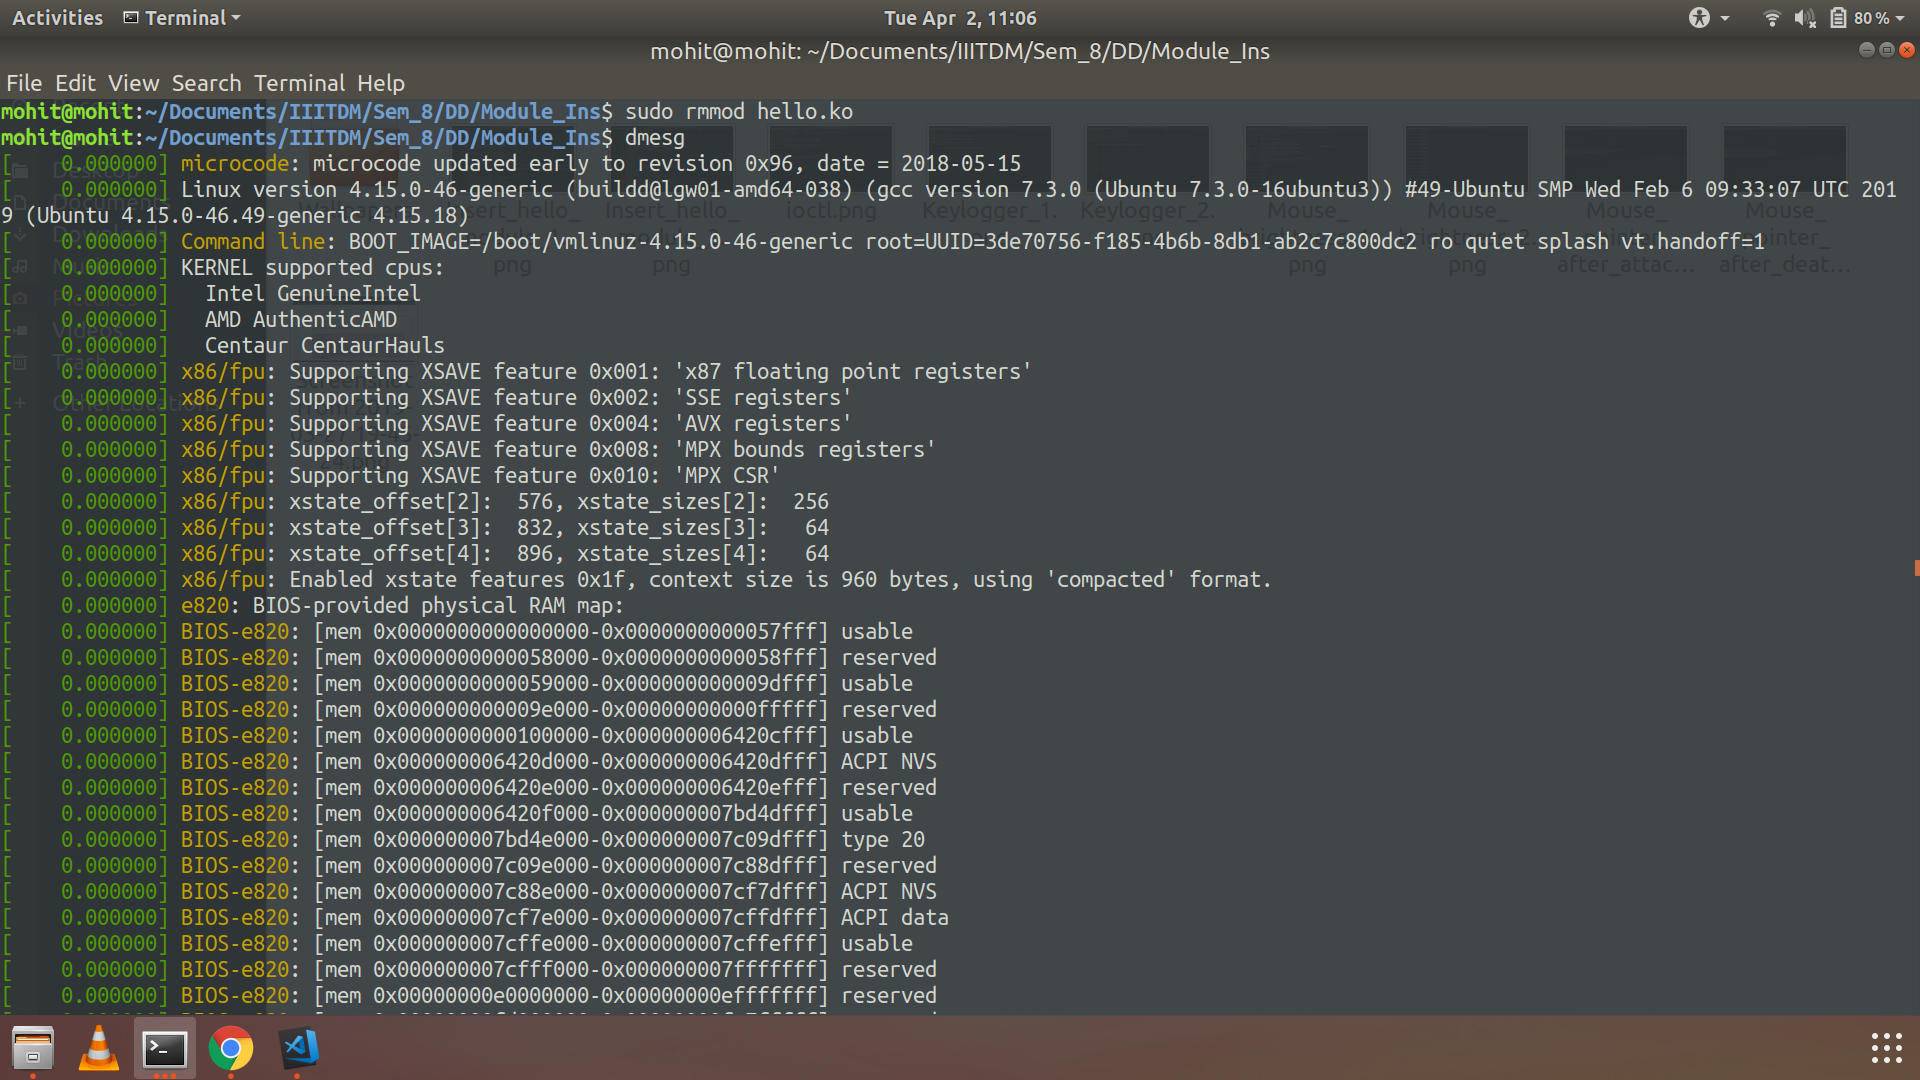 Activities Terminal Tue Apr 2, 11:06 80 %
mohit@mohit: ~/Documents/IIITDM/Sem_8/DD/Module_Ins
File Edit View Search Terminal Help
mohit@mohit:~/Documents/IIITDM/Sem_8/DD/Module_Ins$ sudo rmmod hello.ko
mohit@mohit:~/Documents/IIITDM/Sem_8/DD/Module_Ins$ dmesg
[    0.000000] microcode: microcode updated early to revision 0x96, date = 2018-05-15
[    0.000000] Linux version 4.15.0-46-generic (buildd@lgw01-amd64-038) (gcc version 7.3.0 (Ubuntu 7.3.0-16ubuntu3)) #49-Ubuntu SMP Wed Feb 6 09:33:07 UTC 201
9 (Ubuntu 4.15.0-46.49-generic 4.15.18)
[    0.000000] Command line: BOOT_IMAGE=/boot/vmlinuz-4.15.0-46-generic root=UUID=3de70756-f185-4b6b-8db1-ab2c7c800dc2 ro quiet splash vt.handoff=1
[    0.000000] KERNEL supported cpus:
[    0.000000]   Intel GenuineIntel
[    0.000000]   AMD AuthenticAMD
[    0.000000]   Centaur CentaurHauls
[    0.000000] x86/fpu: Supporting XSAVE feature 0x001: 'x87 floating point registers'
[    0.000000] x86/fpu: Supporting XSAVE feature 0x002: 'SSE registers'
[    0.000000] x86/fpu: Supporting XSAVE feature 0x004: 'AVX registers'
[    0.000000] x86/fpu: Supporting XSAVE feature 0x008: 'MPX bounds registers'
[    0.000000] x86/fpu: Supporting XSAVE feature 0x010: 'MPX CSR'
[    0.000000] x86/fpu: xstate_offset[2]:  576, xstate_sizes[2]:  256
[    0.000000] x86/fpu: xstate_offset[3]:  832, xstate_sizes[3]:   64
[    0.000000] x86/fpu: xstate_offset[4]:  896, xstate_sizes[4]:   64
[    0.000000] x86/fpu: Enabled xstate features 0x1f, context size is 960 bytes, using 'compacted' format.
[    0.000000] e820: BIOS-provided physical RAM map:
[    0.000000] BIOS-e820: [mem 0x0000000000000000-0x0000000000057fff] usable
[    0.000000] BIOS-e820: [mem 0x0000000000058000-0x0000000000058fff] reserved
[    0.000000] BIOS-e820: [mem 0x0000000000059000-0x000000000009dfff] usable
[    0.000000] BIOS-e820: [mem 0x000000000009e000-0x00000000000fffff] reserved
[    0.000000] BIOS-e820: [mem 0x0000000000100000-0x000000006420cfff] usable
[    0.000000] BIOS-e820: [mem 0x000000006420d000-0x000000006420dfff] ACPI NVS
[    0.000000] BIOS-e820: [mem 0x000000006420e000-0x000000006420efff] reserved
[    0.000000] BIOS-e820: [mem 0x000000006420f000-0x000000007bd4dfff] usable
[    0.000000] BIOS-e820: [mem 0x000000007bd4e000-0x000000007c09dfff] type 20
[    0.000000] BIOS-e820: [mem 0x000000007c09e000-0x000000007c88dfff] reserved
[    0.000000] BIOS-e820: [mem 0x000000007c88e000-0x000000007cf7dfff] ACPI NVS
[    0.000000] BIOS-e820: [mem 0x000000007cf7e000-0x000000007cffdfff] ACPI data
[    0.000000] BIOS-e820: [mem 0x000000007cffe000-0x000000007cffefff] usable
[    0.000000] BIOS-e820: [mem 0x000000007cfff000-0x000000007fffffff] reserved
[    0.000000] BIOS-e820: [mem 0x00000000e0000000-0x00000000efffffff] reserved